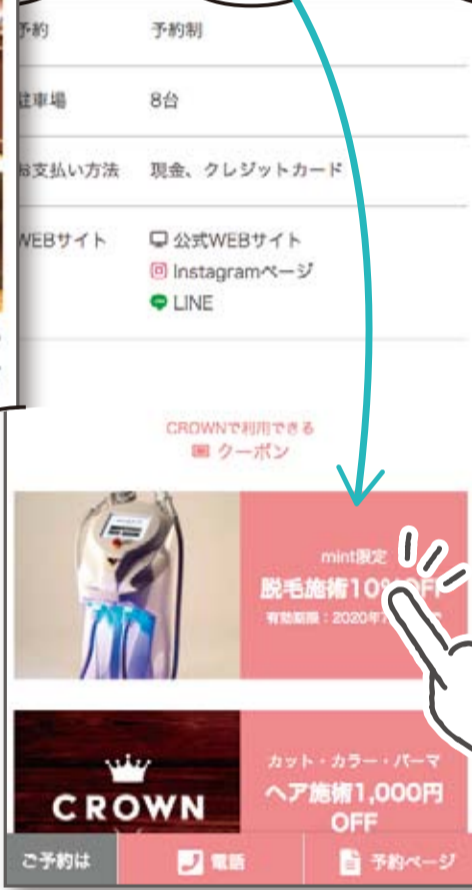 予約 予約制
駐車場 8台
お支払い方法 現金、クレジットカード
WEBサイト 公式WEBサイト
Instagramページ
LINE
CROWNで利用できる
クーポン
mint限定
脱毛施術10%OFF
有効期限：2020年7
カット・カラー・パーマ
ヘア施術1,000円
OFF
CROWN
ご予約は 電話 予約ページ